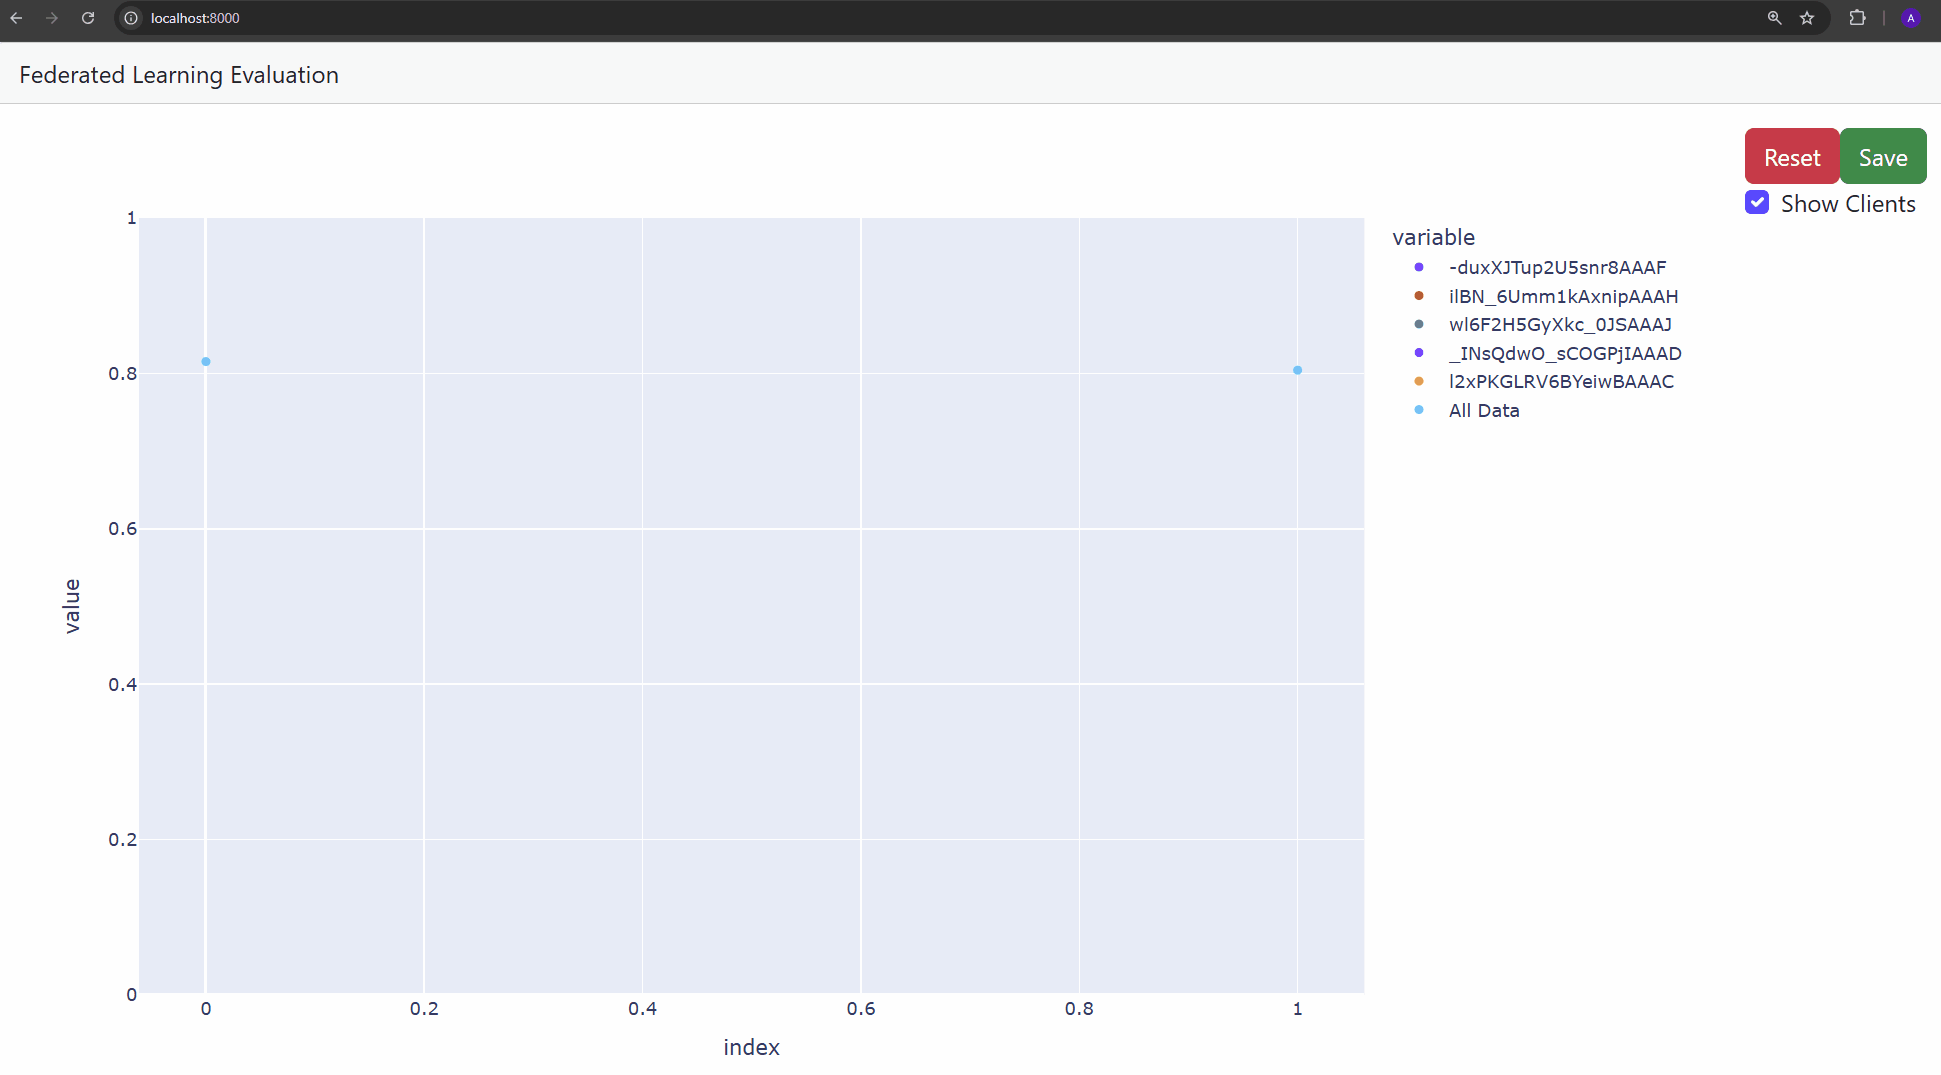 localhost:8000
A
Federated Learning Evaluation
Reset
Save
Show Clients
variable
-duxXJTup2U5snr8AAAF
ilBN_6Umm1kAxnipAAAH
wl6F2H5GyXkc_0JSAAAJ
_INsQdwO_sCOGPjIAAAD
l2xPKGLRV6BYeiwBAAAC
All Data
1
0.8
0.6
0.4
0.2
0
value
0 0.2 0.4 0.6 0.8 1
index